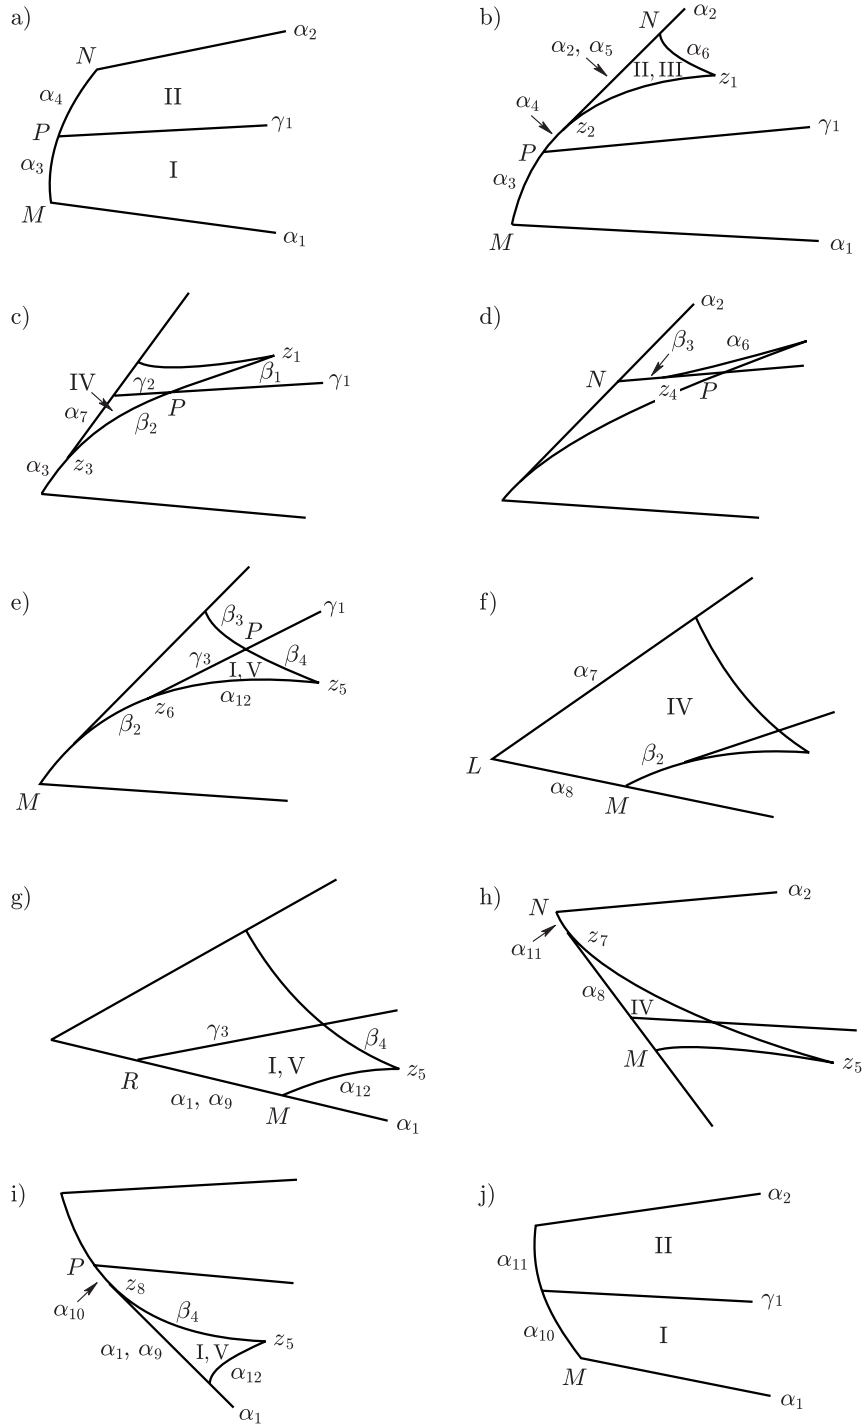 a)
α₂
N
α₄
II
P
γ₁
α₃
I
M
α₁
b)
N
α₂
α₂, α₅
α₆
II, III
z₁
α₄
z₂
γ₁
P
α₃
M
α₁
c)
z₁
IV
γ₂
β₁
γ₁
α₇
P
β₂
α₃
z₃
d)
α₂
β₃
α₆
N
z₄
P
e)
β₃
P
γ₁
γ₃
β₄
I, V
z₅
α₁₂
z₆
β₂
M
f)
α₇
IV
L
β₂
α₈
M
g)
γ₃
β₄
I, V
z₅
R
α₁₂
α₁, α₉
M
α₁
h)
N
α₂
α₁₁
z₇
α₈
IV
M
z₅
i)
P
z₈
α₁₀
β₄
α₁, α₉
I, V
z₅
α₁₂
α₁
j)
α₂
α₁₁
II
γ₁
α₁₀
I
M
α₁